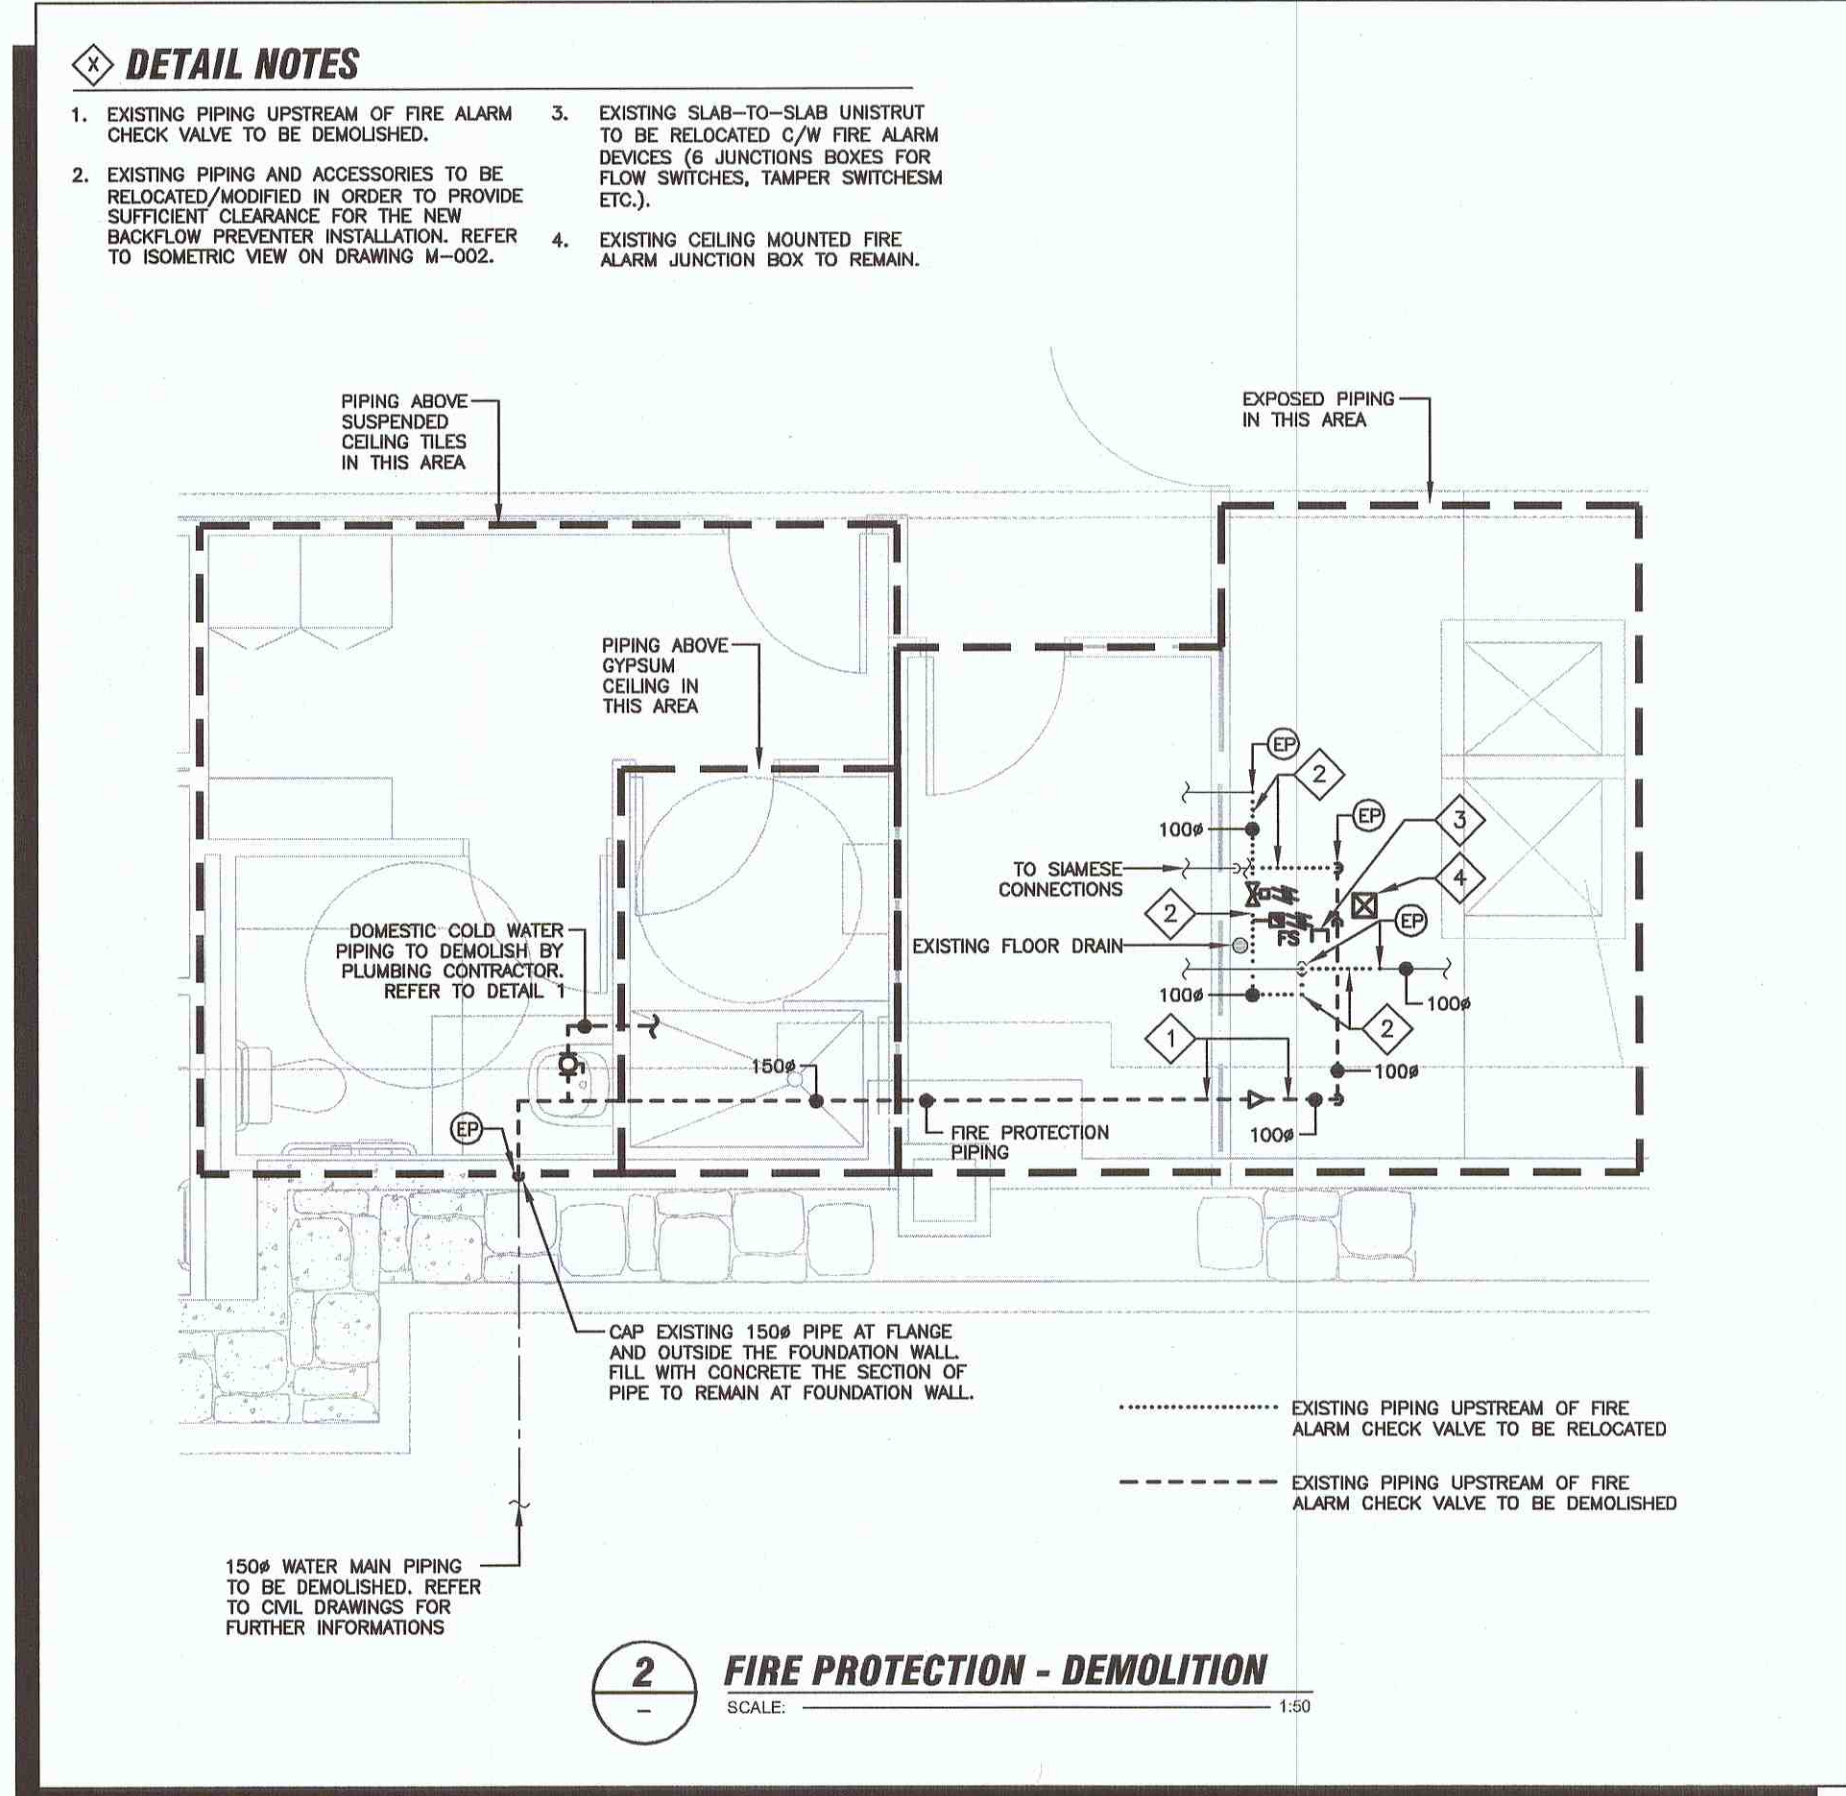 X DETAIL NOTES
1. EXISTING PIPING UPSTREAM OF FIRE ALARM
CHECK VALVE TO BE DEMOLISHED.
2. EXISTING PIPING AND ACCESSORIES TO BE
RELOCATED/MODIFIED IN ORDER TO PROVIDE
SUFFICIENT CLEARANCE FOR THE NEW
BACKFLOW PREVENTER INSTALLATION. REFER
TO ISOMETRIC VIEW ON DRAWING M-002.
3. EXISTING SLAB-TO-SLAB UNISTRUT
TO BE RELOCATED C/W FIRE ALARM
DEVICES (6 JUNCTIONS BOXES FOR
FLOW SWITCHES, TAMPER SWITCHESM
ETC.).
4. EXISTING CEILING MOUNTED FIRE
ALARM JUNCTION BOX TO REMAIN.
PIPING ABOVE
SUSPENDED
CEILING TILES
IN THIS AREA
EXPOSED PIPING
IN THIS AREA
PIPING ABOVE
GYPSUM
CEILING IN
THIS AREA
EP
2
EP
3
100ø
TO SIAMESE
CONNECTIONS
4
2
EP
FS
EXISTING FLOOR DRAIN
DOMESTIC COLD WATER
PIPING TO DEMOLISH BY
PLUMBING CONTRACTOR.
REFER TO DETAIL 1
100ø
100ø
1
2
150ø
100ø
EP
FIRE PROTECTION
PIPING
100ø
CAP EXISTING 150ø PIPE AT FLANGE
AND OUTSIDE THE FOUNDATION WALL.
FILL WITH CONCRETE THE SECTION OF
PIPE TO REMAIN AT FOUNDATION WALL.
EXISTING PIPING UPSTREAM OF FIRE
ALARM CHECK VALVE TO BE RELOCATED
EXISTING PIPING UPSTREAM OF FIRE
ALARM CHECK VALVE TO BE DEMOLISHED
150ø WATER MAIN PIPING
TO BE DEMOLISHED. REFER
TO CIVIL DRAWINGS FOR
FURTHER INFORMATIONS
2
–
FIRE PROTECTION - DEMOLITION
SCALE: 1:50